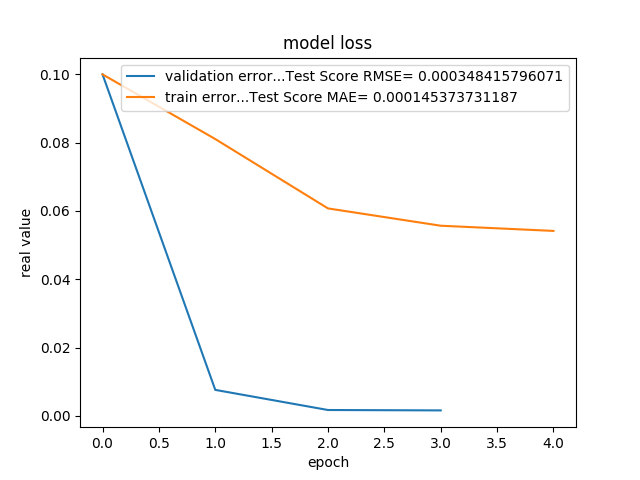 model loss
validation error...Test Score RMSE= 0.000348415796071
train error...Test Score MAE= 0.000145373731187
0.10
0.08
0.06
0.04
0.02
0.00
real value
0.0 0.5 1.0 1.5 2.0 2.5 3.0 3.5 4.0
epoch